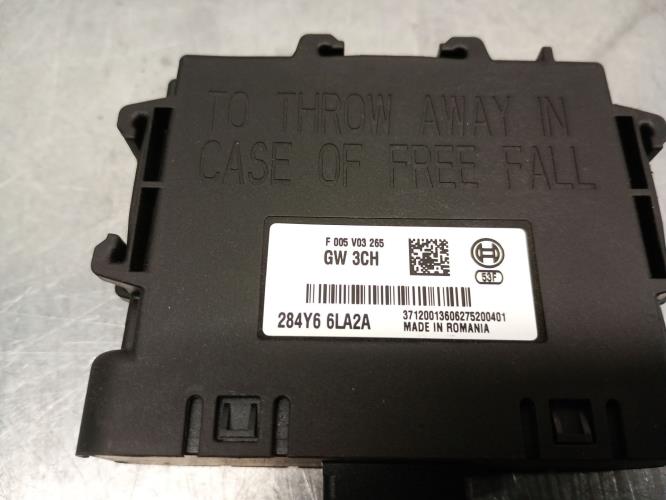 TO THROW AWAY IN
CASE OF FREE FALL
F 005 V03 265
GW 3CH
53F
284Y6 6LA2A
37120013606275200401
MADE IN ROMANIA